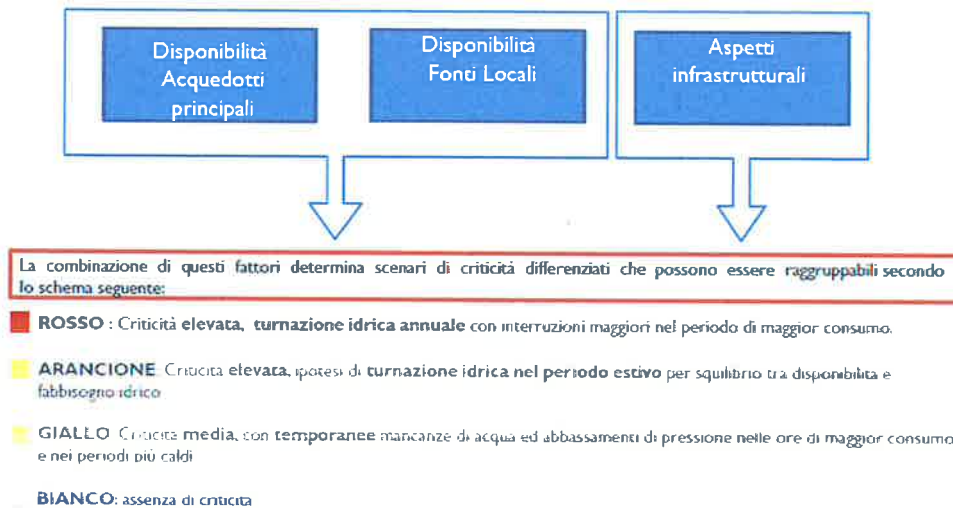 Disponibilità
Acquedotti
principali
Disponibilità
Fonti Locali
Aspetti
infrastrutturali
La combinazione di questi fattori determina scenari di criticità differenziati che possono essere raggruppabili secondo
lo schema seguente:
ROSSO : Criticità elevata, turnazione idrica annuale con interruzioni maggiori nel periodo di maggior consumo.
ARANCIONE Criticità elevata, ipotesi di turnazione idrica nel periodo estivo per squilibrio tra disponibilita e
fabbisogno idrico
GIALLO Criticità media, con temporanee mancanze di acqua ed abbassamenti di pressione nelle ore di maggior consumo
e nei periodi più caldi
BIANCO: assenza di criticita